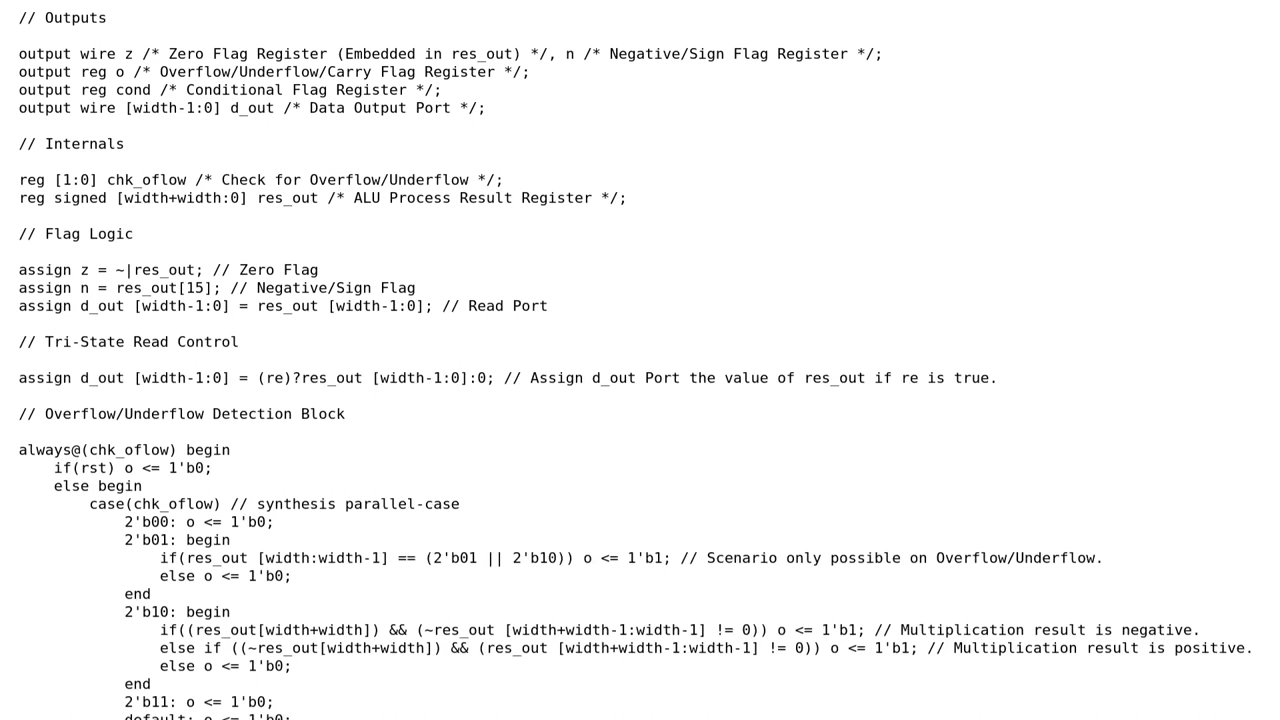 // Outputs
output wire z /* Zero Flag Register (Embedded in res_out) */, n /* Negative/Sign Flag Register */;
output reg o /* Overflow/Underflow/Carry Flag Register */;
output reg cond /* Conditional Flag Register */;
output wire [width-1:0] d_out /* Data Output Port */;
// Internals
reg [1:0] chk_oflow /* Check for Overflow/Underflow */;
reg signed [width+width:0] res_out /* ALU Process Result Register */;
// Flag Logic
assign z = ~|res_out; // Zero Flag
assign n = res_out[15]; // Negative/Sign Flag
assign d_out [width-1:0] = res_out [width-1:0]; // Read Port
// Tri-State Read Control
assign d_out [width-1:0] = (re)?res_out [width-1:0]:0; // Assign d_out Port the value of res_out if re is true.
// Overflow/Underflow Detection Block
always@(chk_oflow) begin
    if(rst) o <= 1'b0;
    else begin
        case(chk_oflow) // synthesis parallel-case
            2'b00: o <= 1'b0;
            2'b01: begin
                if(res_out [width:width-1] == (2'b01 || 2'b10)) o <= 1'b1; // Scenario only possible on Overflow/Underflow.
                else o <= 1'b0;
            end
            2'b10: begin
                if((res_out[width+width]) && (~res_out [width+width-1:width-1] != 0)) o <= 1'b1; // Multiplication result is negative.
                else if ((~res_out[width+width]) && (res_out [width+width-1:width-1] != 0)) o <= 1'b1; // Multiplication result is positive.
                else o <= 1'b0;
            end
            2'b11: o <= 1'b0;
            default: o <= 1'b0;